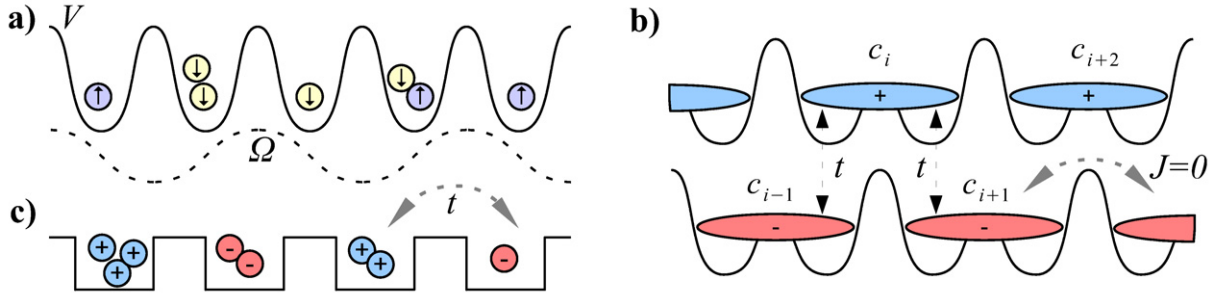 a)
V
↑ ↓ ↓ ↓ ↓ ↑ ↑
Ω
c)
t
+ + + - - + + -
b)
c_i c_{i+2}
+ +
t t J=0
c_{i-1} c_{i+1}
- -